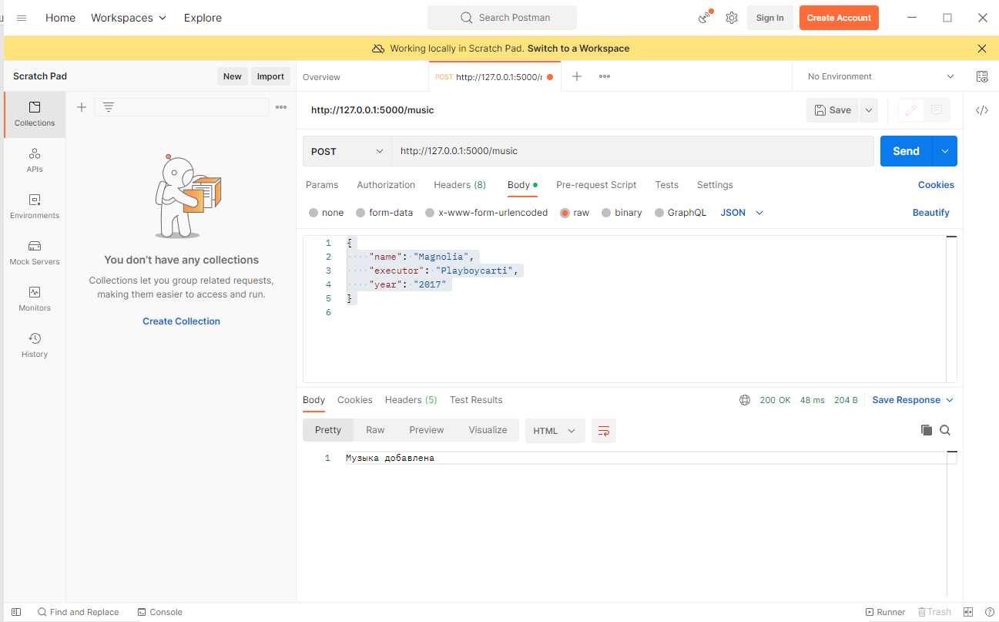 Home Workspaces Explore Search Postman Sign In Create Account
Working locally in Scratch Pad. Switch to a Workspace
Scratch Pad New Import Overview POST http://127.0.0.1:5000/ No Environment
Collections
APIs
Environments
Mock Servers
Monitors
History
You don't have any collections
Collections let you group related requests,
making them easier to access and run.
Create Collection
http://127.0.0.1:5000/music Save
POST http://127.0.0.1:5000/music Send
Params Authorization Headers (8) Body Pre-request Script Tests Settings Cookies
none form-data x-www-form-urlencoded raw binary GraphQL JSON Beautify
1 {
2 "name": "Magnolia",
3 "executor": "Playboycarti",
4 "year": "2017"
5 }
6
Body Cookies Headers (5) Test Results 200 OK 48 ms 204 B Save Response
Pretty Raw Preview Visualize HTML
1 Музыка добавлена
Find and Replace Console Runner Trash